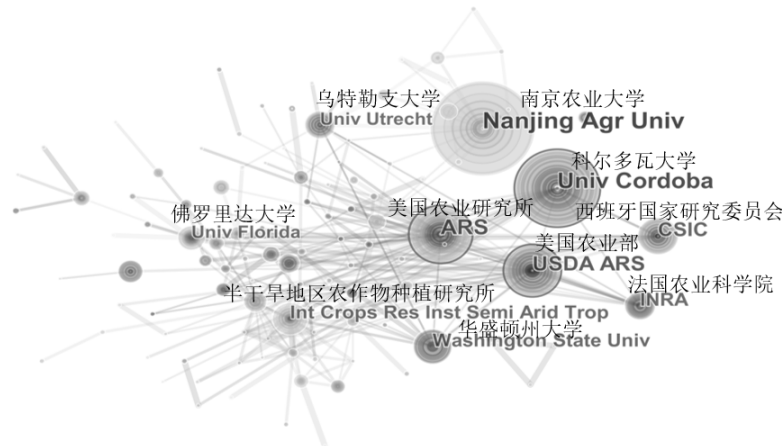 乌特勒支大学
Univ Utrecht
南京农业大学
Nanjing Agr Univ
科尔多瓦大学
Univ Cordoba
佛罗里达大学
Univ Florida
美国农业研究所
ARS
西班牙国家研究委员会
CSIC
美国农业部
USDA ARS
半干旱地区农作物种植研究所
Int Crops Res Inst Semi Arid Trop
法国农业科学院
INRA
华盛顿州大学
Washington State Univ